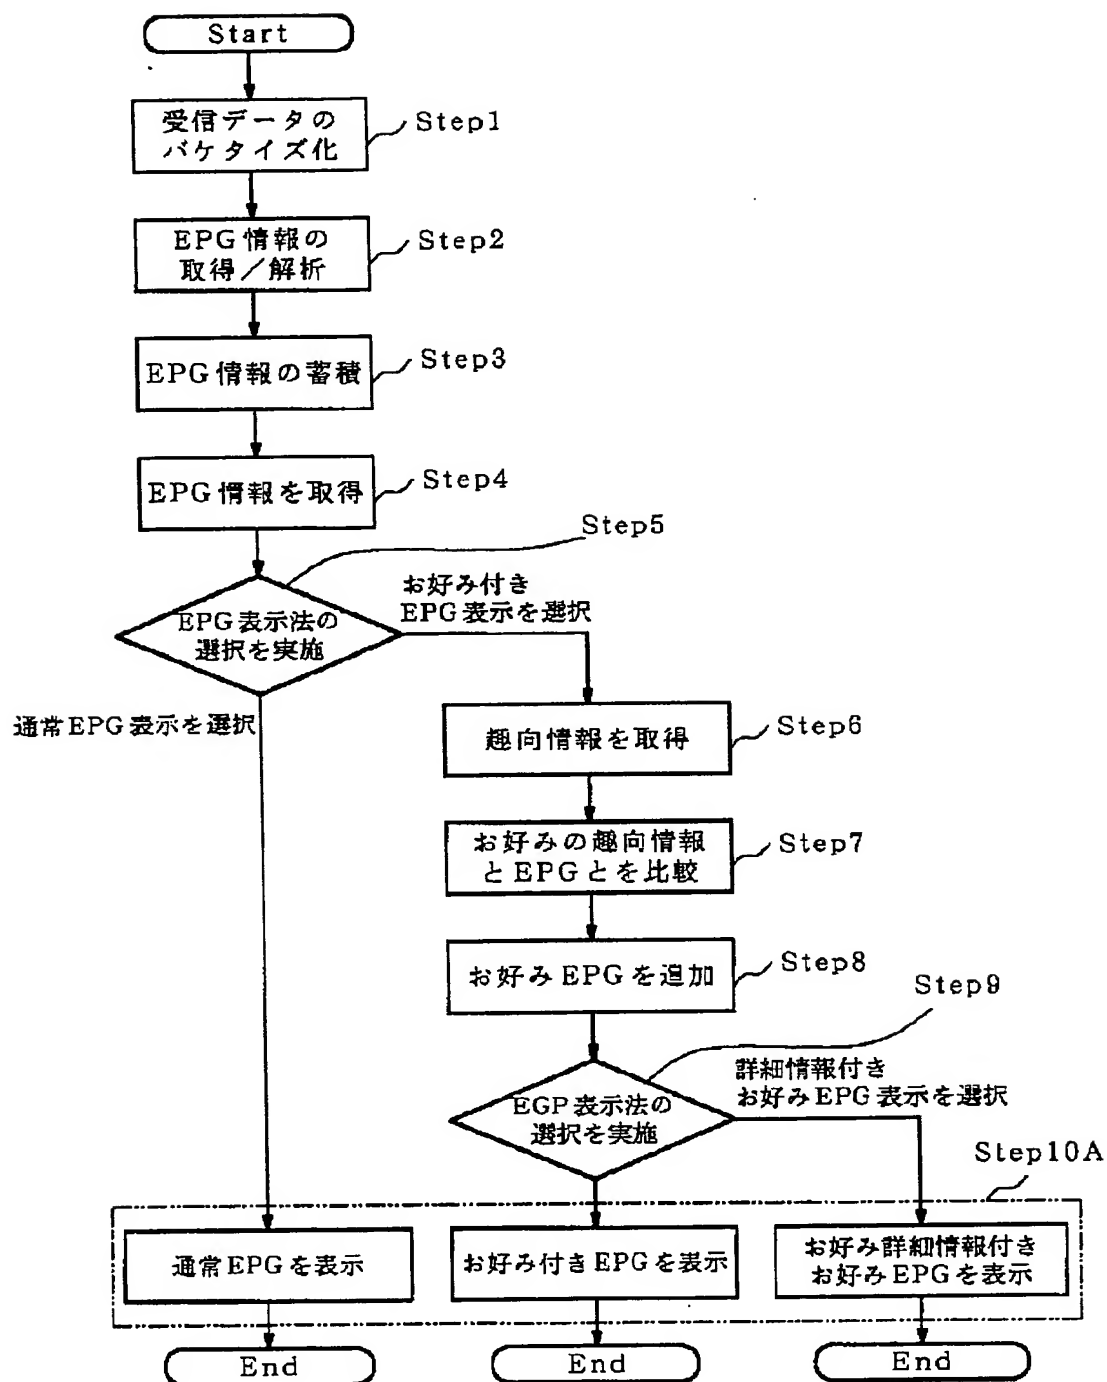 Start
受信データの
パケタイズ化
Step1
EPG情報の
取得／解析
Step2
EPG情報の蓄積
Step3
EPG情報を取得
Step4
Step5
EPG表示法の
選択を実施
お好み付き
EPG表示を選択
通常EPG表示を選択
趣向情報を取得
Step6
お好みの趣向情報
とEPGとを比較
Step7
お好みEPGを追加
Step8
Step9
EGP表示法の
選択を実施
詳細情報付き
お好みEPG表示を選択
Step10A
通常EPGを表示
お好み付きEPGを表示
お好み詳細情報付き
お好みEPGを表示
End
End
End